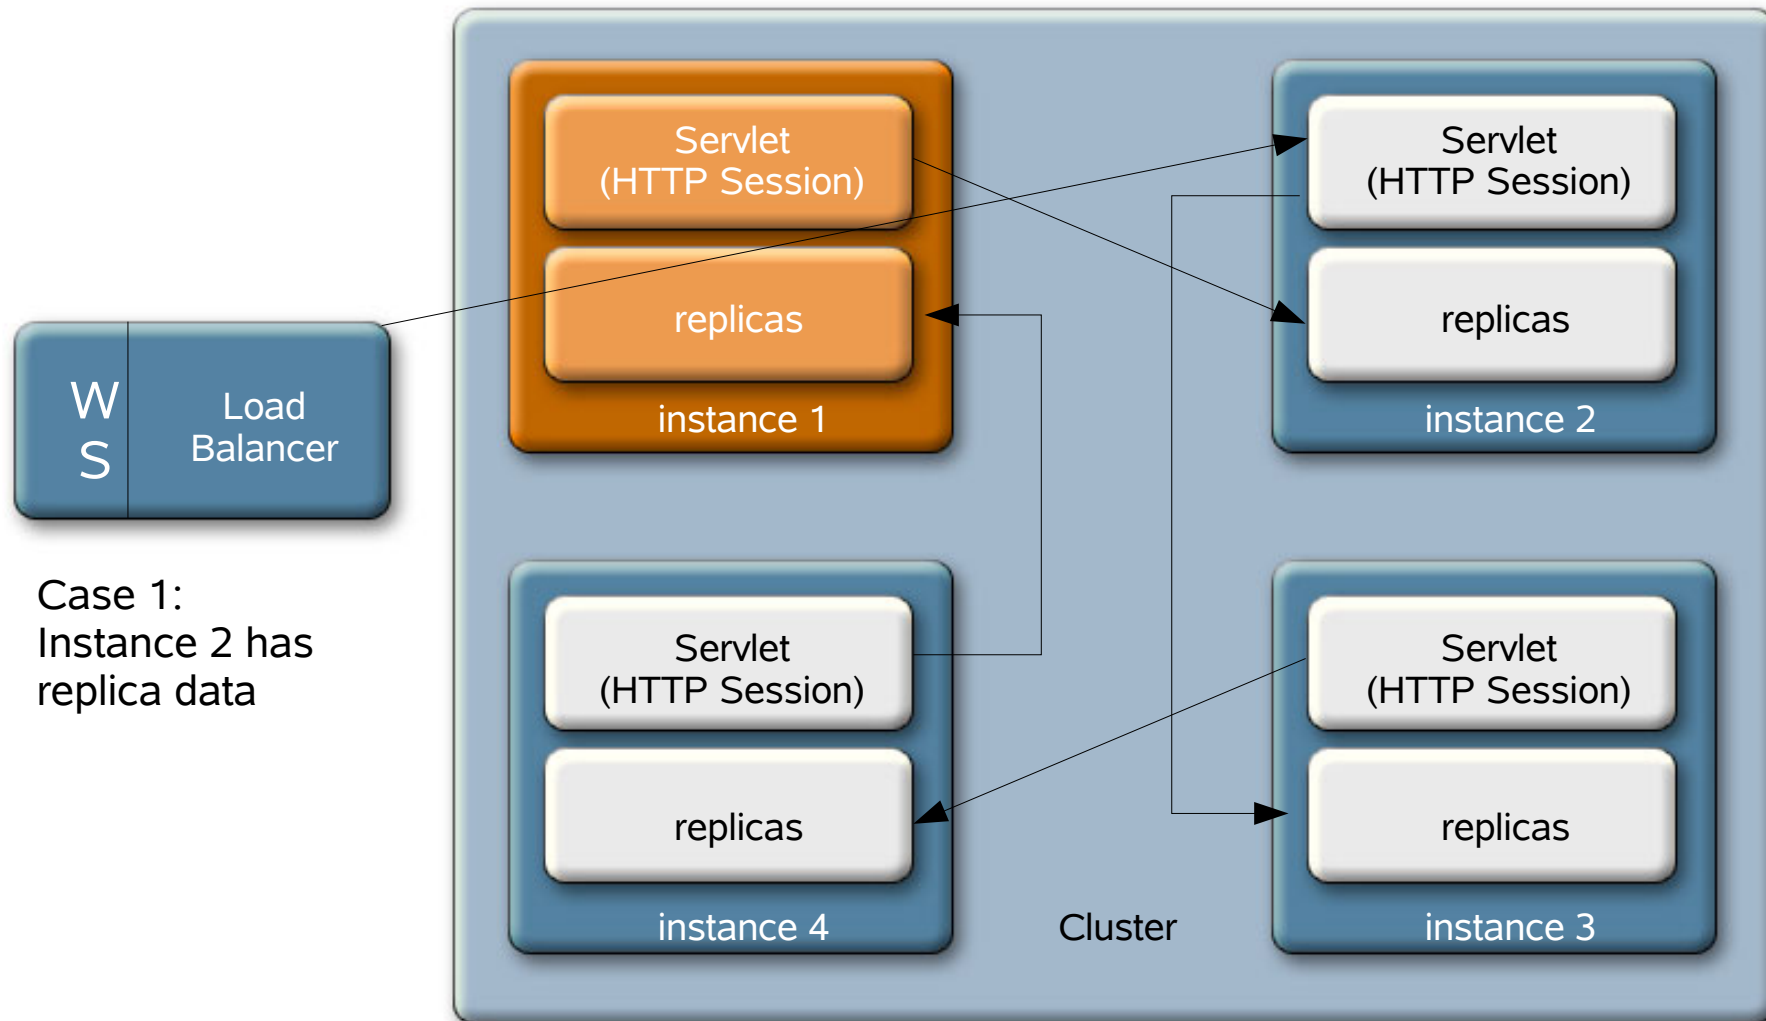 Servlet
(HTTP Session)
replicas
instance 1
Servlet
(HTTP Session)
replicas
instance 2
W
S
Load
Balancer
Case 1:
Instance 2 has
replica data
Servlet
(HTTP Session)
replicas
instance 4
Cluster
Servlet
(HTTP Session)
replicas
instance 3